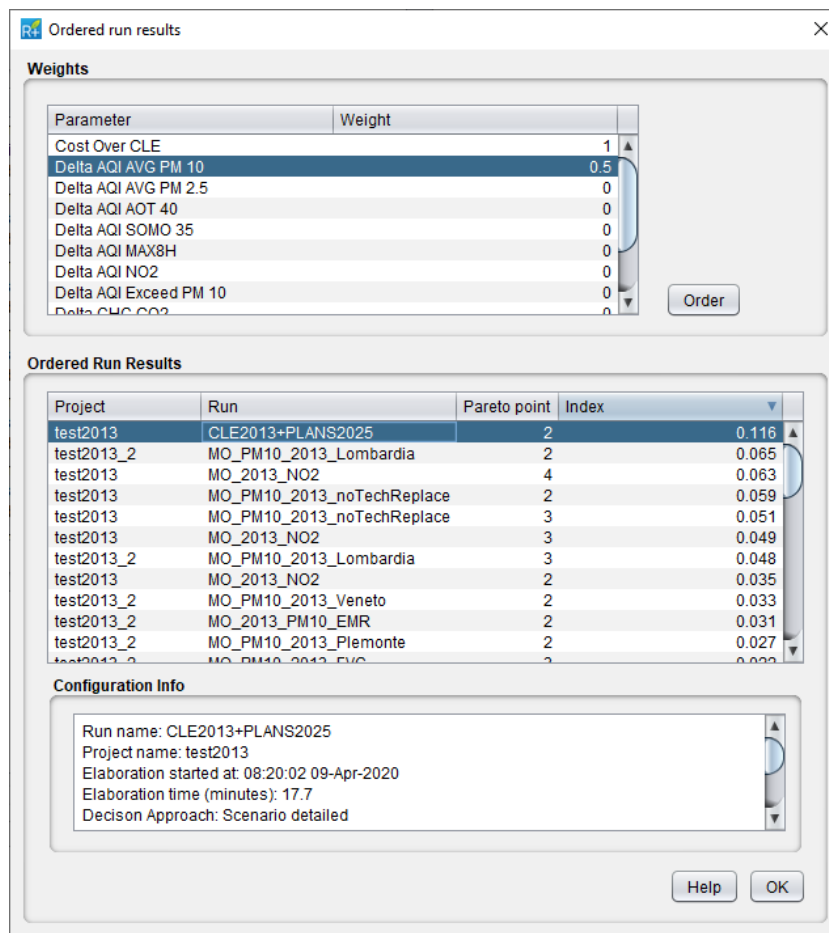 R+ Ordered run results
Weights
Parameter Weight
Cost Over CLE 1
Delta AQI AVG PM 10 0.5
Delta AQI AVG PM 2.5 0
Delta AQI AOT 40 0
Delta AQI SOMO 35 0
Delta AQI MAX8H 0
Delta AQI NO2 0
Delta AQI Exceed PM 10 0
Delta GHG CO2 0
Order
Ordered Run Results
Project Run Pareto point Index
test2013 CLE2013+PLANS2025 2 0.116
test2013_2 MO_PM10_2013_Lombardia 2 0.065
test2013 MO_2013_NO2 4 0.063
test2013 MO_PM10_2013_noTechReplace 2 0.059
test2013 MO_PM10_2013_noTechReplace 3 0.051
test2013 MO_2013_NO2 3 0.049
test2013_2 MO_PM10_2013_Lombardia 3 0.048
test2013 MO_2013_NO2 2 0.035
test2013_2 MO_PM10_2013_Veneto 2 0.033
test2013_2 MO_2013_PM10_EMR 2 0.031
test2013_2 MO_PM10_2013_Plemonte 2 0.027
test2013_2 MO_PM10_2013_FVG
Configuration Info
Run name: CLE2013+PLANS2025
Project name: test2013
Elaboration started at: 08:20:02 09-Apr-2020
Elaboration time (minutes): 17.7
Decison Approach: Scenario detailed
Help OK